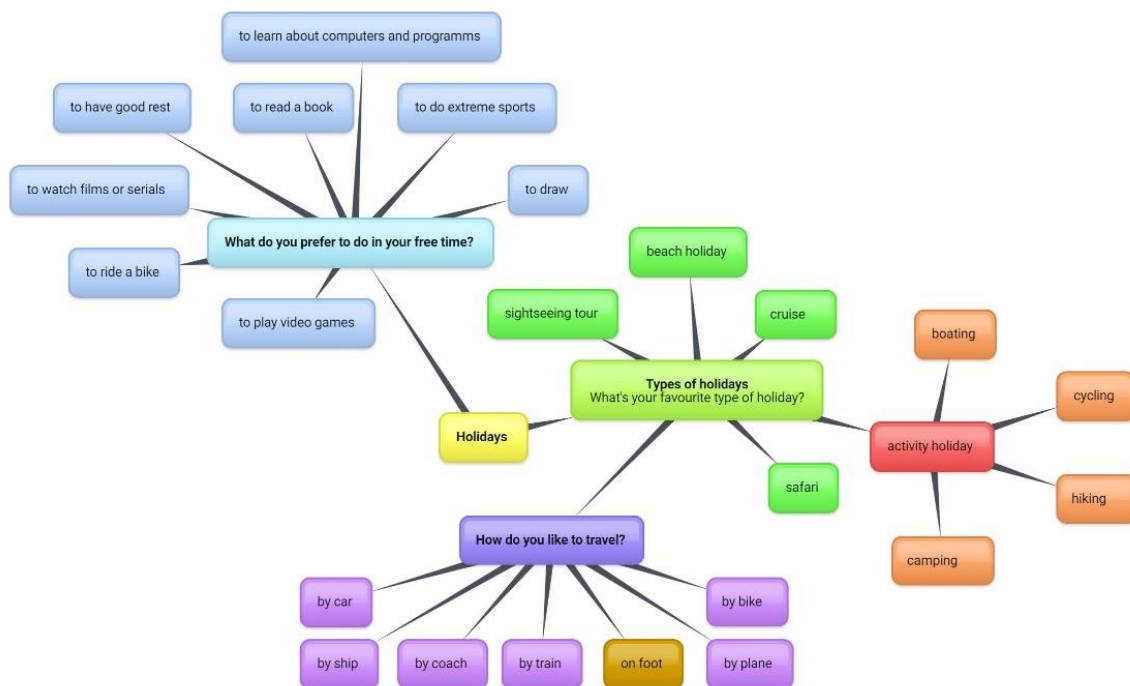 to learn about computers and programms
to have good rest
to read a book
to do extreme sports
to watch films or serials
to draw
What do you prefer to do in your free time?
to ride a bike
to play video games
beach holiday
sightseeing tour
cruise
Types of holidays
What's your favourite type of holiday?
Holidays
safari
boating
cycling
activity holiday
hiking
camping
How do you like to travel?
by car
by bike
by ship
by coach
by train
on foot
by plane